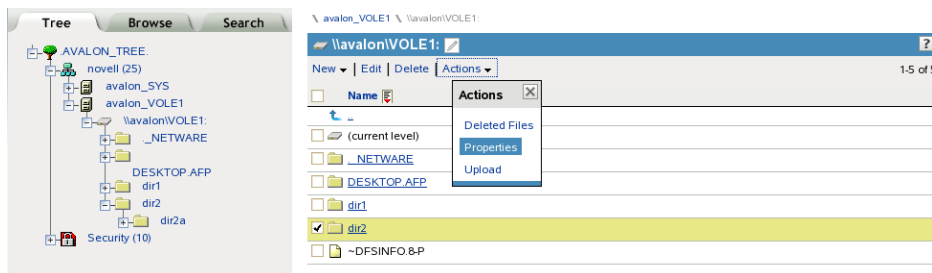 Tree Browse Search
AVALON_TREE.
novell (25)
avalon_SYS
avalon_VOLE1
\\avalon\VOLE1:
._NETWARE
DESKTOP.AFP
dir1
dir2
dir2a
Security (10)
\ avalon_VOLE1 \ \\avalon\VOLE1:
\\avalon\VOLE1: ?
New Edit Delete Actions 1-5 of 5
Name
..
(current level)
._NETWARE
DESKTOP.AFP
dir1
dir2
~DFSINFO.8-P
Actions
Deleted Files
Properties
Upload